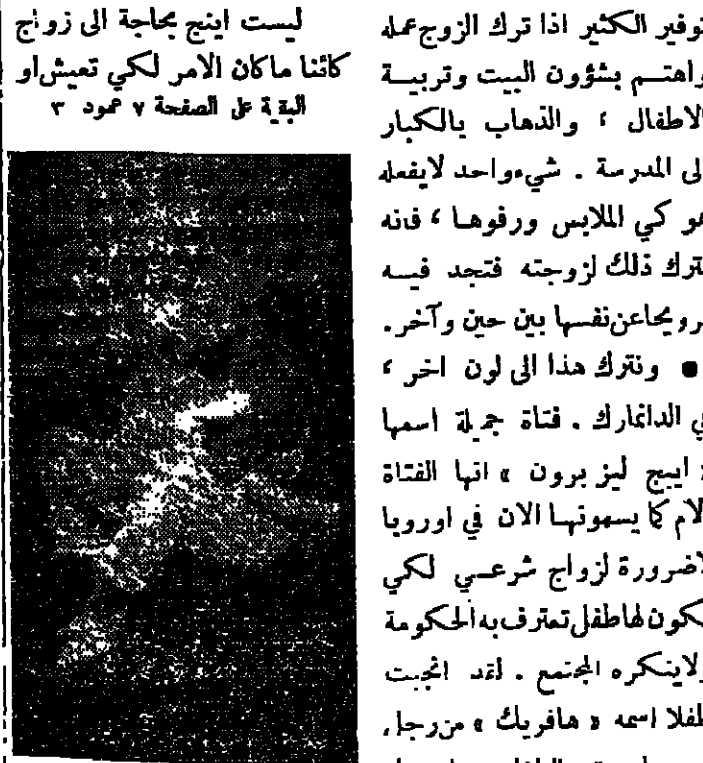 توفير الكثير اذا ترك الزوج عمله
واهتم بشؤون البيت وتربية
الاطفال ، والذهاب بالكبار
الى المدرسة . شيء واحد لايفعله
هو كي الملابس ورفوها ، فانه
يترك ذلك لزوجته فتجد فيه
ترويحا عن نفسها بين حين وآخر .
● ونترك هذا الى لون اخر ،
في الدانمارك . فتاة جميلة اسمها
« ايبج ليز برون » انها الفتاة
الام كما يسمونها الان في اوروبا
لاضرورة لزواج شرعي لكي
يكون لها طفل تعترف به الحكومة
ولاينكره المجتمع . لقد انجبت
طفلا اسمه « هافريك » من رجل
ليست اينج بحاجة الى زواج
كائنا ماكان الامر لكي تعيش او
البقية على الصفحة ٧ عمود ٣